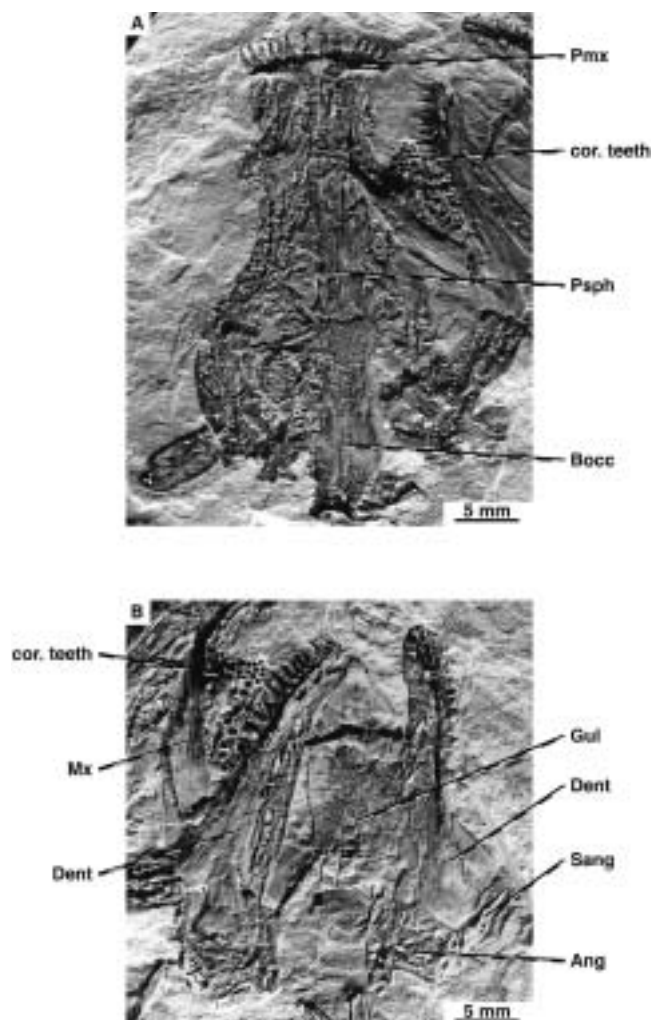 A
Pmx
cor. teeth
Psph
Bocc
5 mm
B
cor. teeth
Gul
Mx
Dent
Dent
Sang
Ang
5 mm